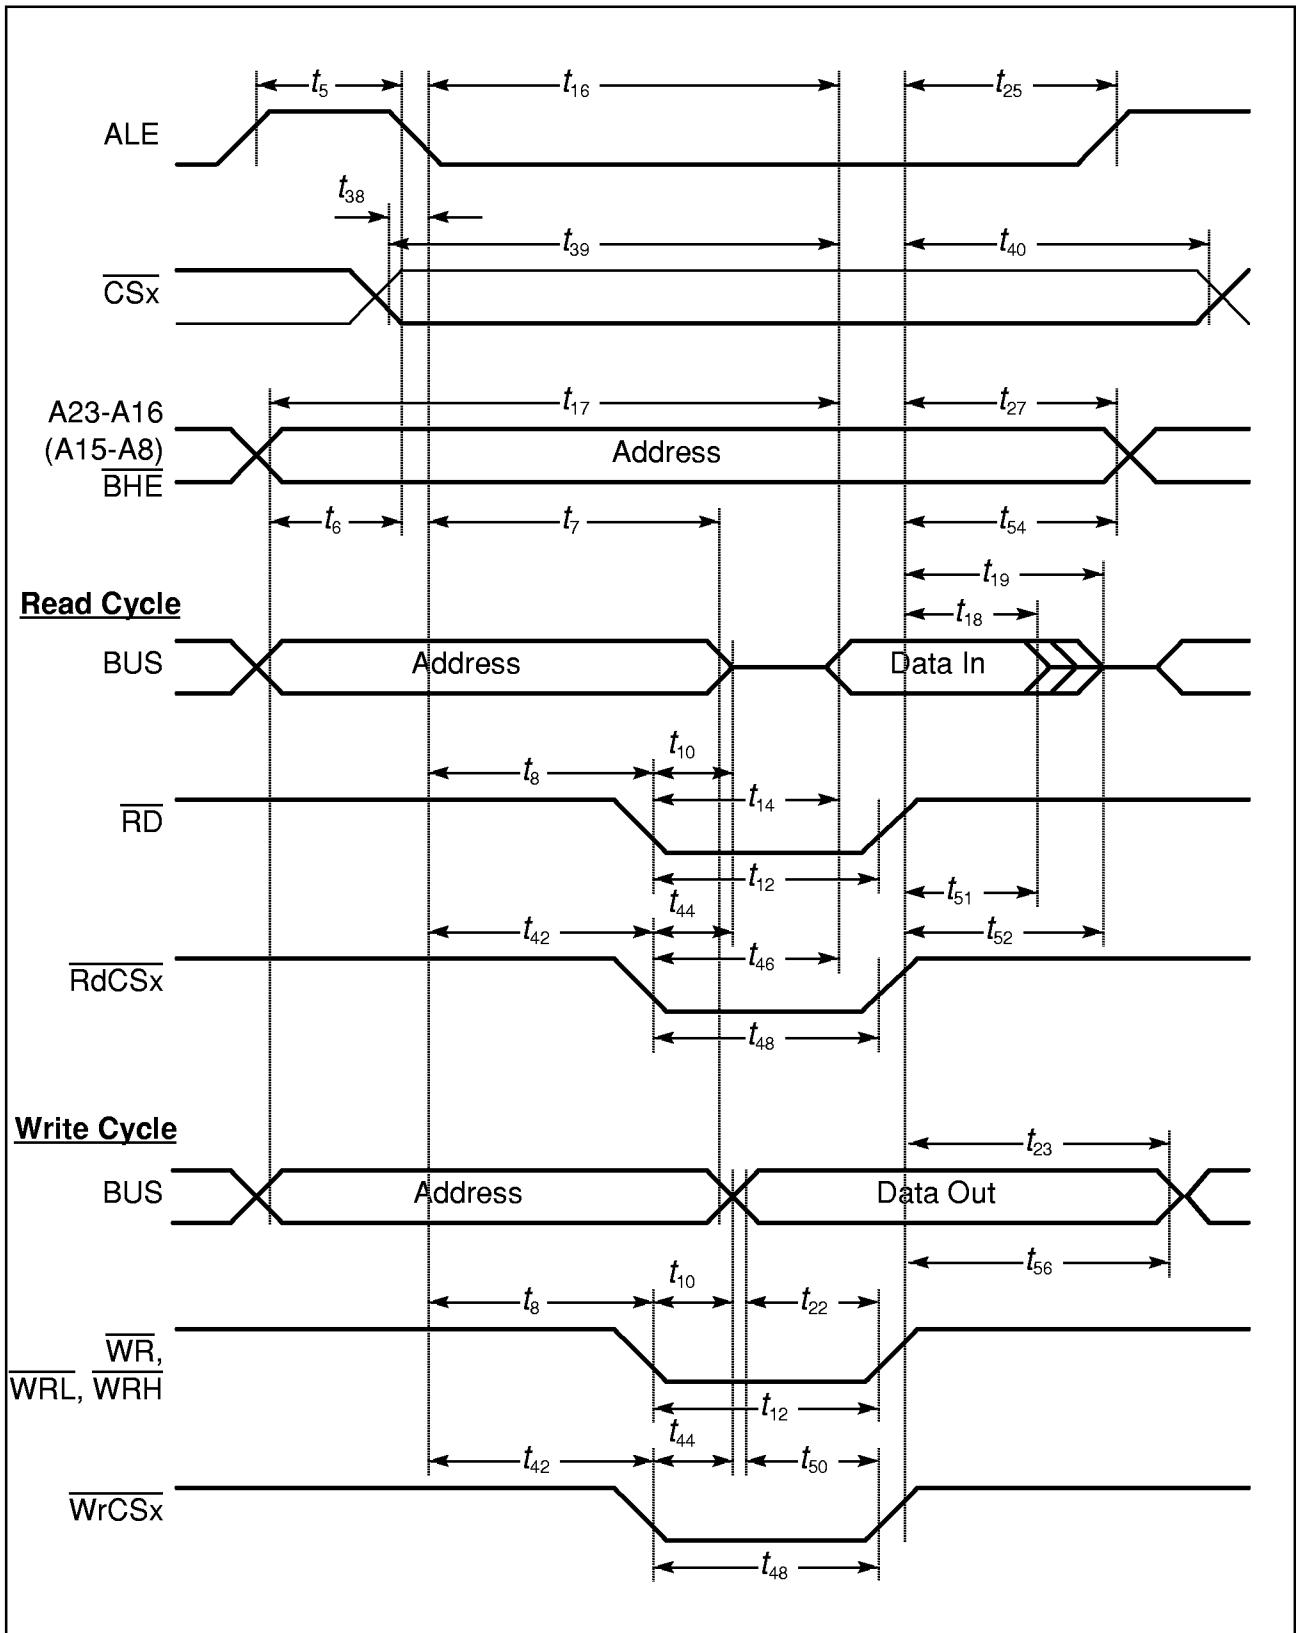 t5 t16 t25
ALE
t38
t39 t40
CSx
t17 t27
A23-A16
(A15-A8)
BHE
Address
t6 t7 t54
t19
Read Cycle
t18
BUS Address Data In
t10
t8
t14
RD
t12
t51
t44
t42 t52
t46
RdCSx
t48
Write Cycle
t23
BUS Address Data Out
t56
t10
t8 t22
WR,
WRL, WRH
t12
t44
t42 t50
WrCSx
t48